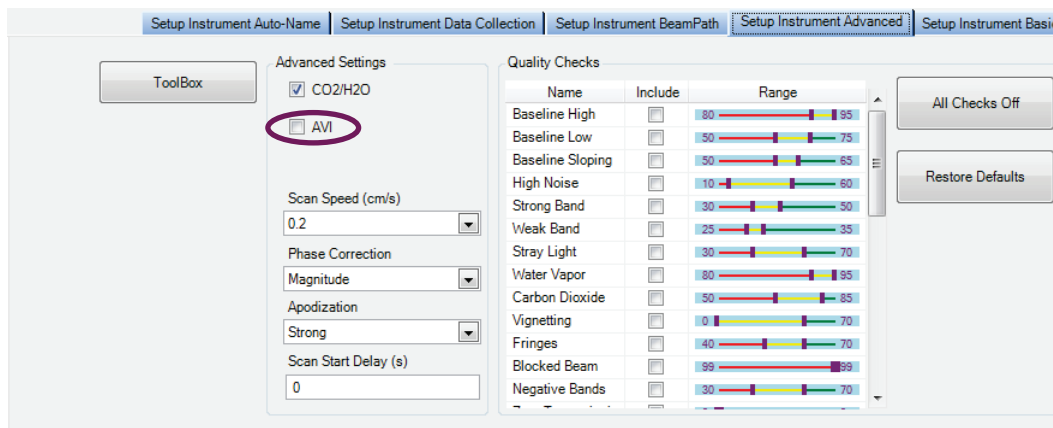 Setup Instrument Auto-Name Setup Instrument Data Collection Setup Instrument BeamPath Setup Instrument Advanced Setup Instrument Basi
ToolBox
Advanced Settings
CO2/H2O
AVI
Scan Speed (cm/s)
0.2
Phase Correction
Magnitude
Apodization
Strong
Scan Start Delay (s)
0
Quality Checks
Name Include Range
Baseline High 80 95
Baseline Low 50 75
Baseline Sloping 50 65
High Noise 10 60
Strong Band 30 50
Weak Band 25 35
Stray Light 30 70
Water Vapor 80 95
Carbon Dioxide 50 85
Vignetting 0 70
Fringes 40 70
Blocked Beam 99 99
Negative Bands 30 70
All Checks Off
Restore Defaults